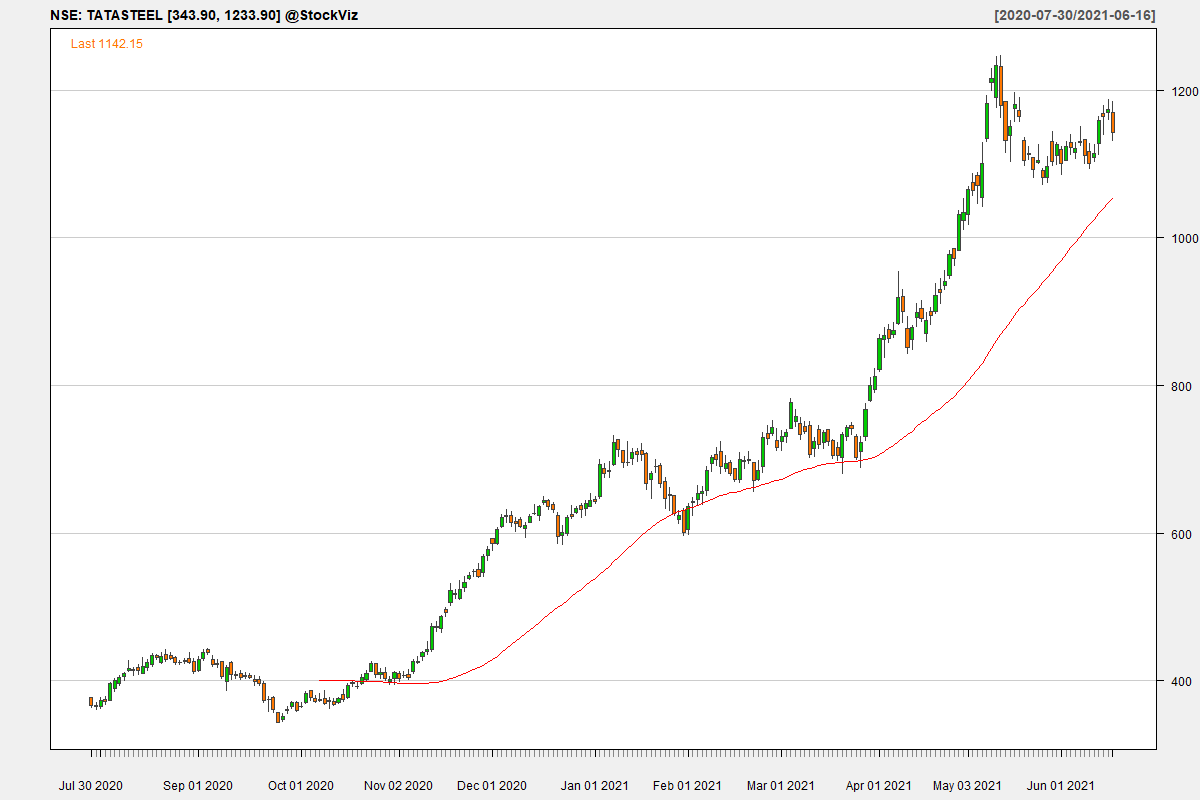 NSE: TATASTEEL [343.90, 1233.90] @StockViz [2020-07-30/2021-06-16]
Last 1142.15
1200
1000
800
600
400
Jul 30 2020 Sep 01 2020 Oct 01 2020 Nov 02 2020 Dec 01 2020 Jan 01 2021 Feb 01 2021 Mar 01 2021 Apr 01 2021 May 03 2021 Jun 01 2021